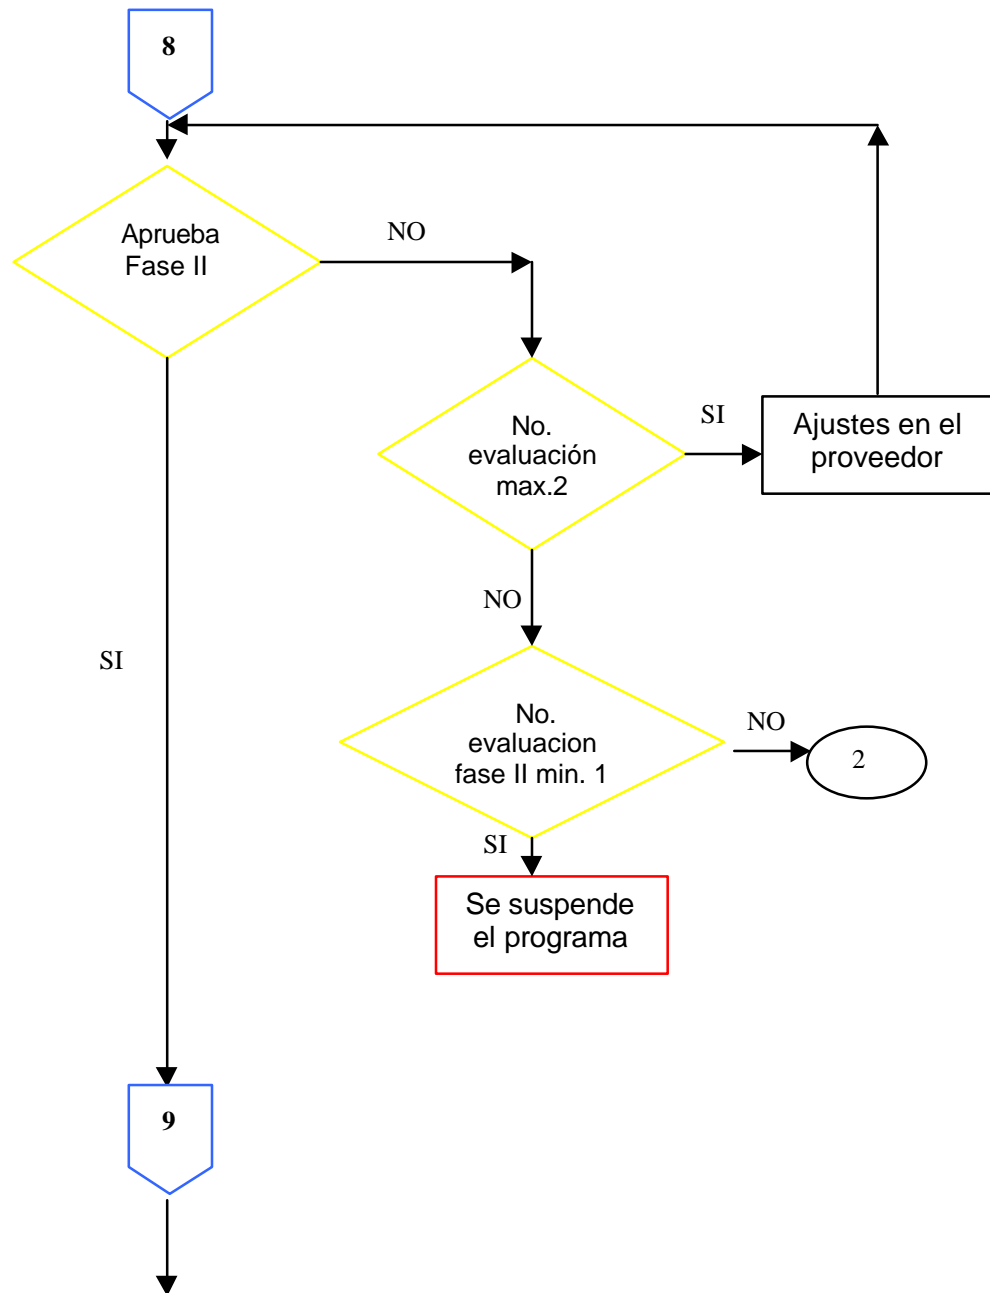 8
Aprueba
Fase II
NO
No.
evaluación
max.2
SI
Ajustes en el
proveedor
NO
SI
No.
evaluacion
fase II min. 1
NO
2
SI
Se suspende
el programa
9